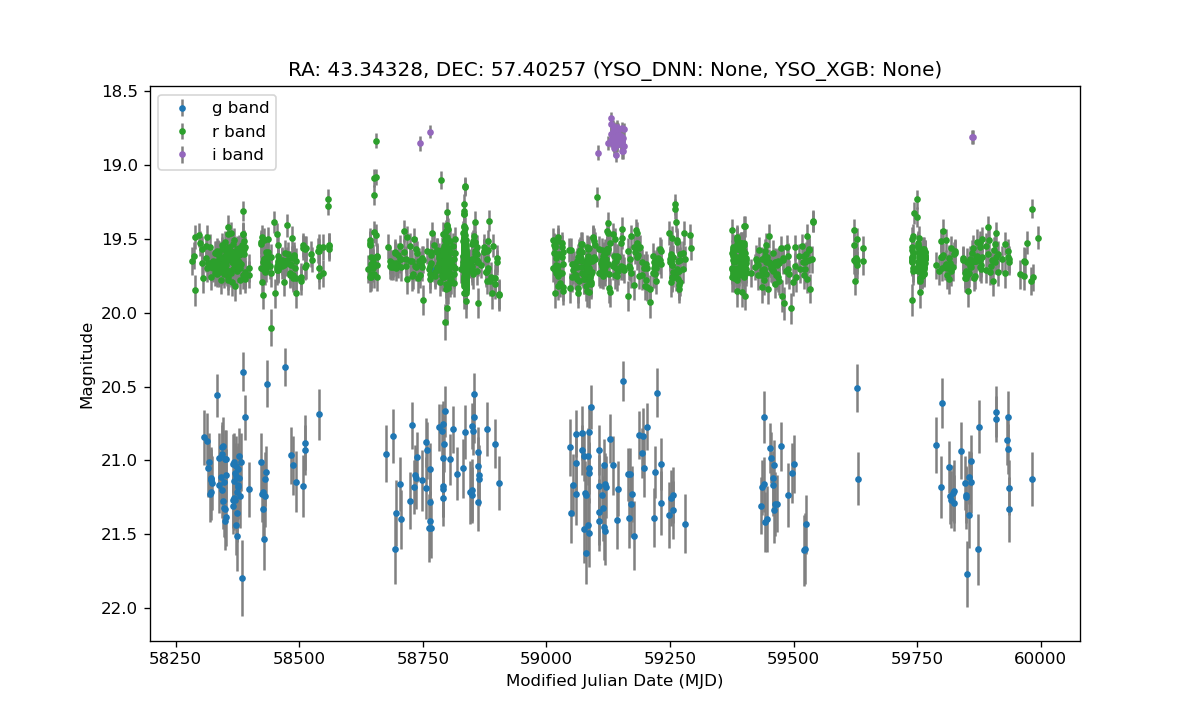 RA: 43.34328, DEC: 57.40257 (YSO_DNN: None, YSO_XGB: None)
g band
r band
i band
18.5
19.0
19.5
20.0
20.5
21.0
21.5
22.0
Magnitude
58250 58500 58750 59000 59250 59500 59750 60000
Modified Julian Date (MJD)